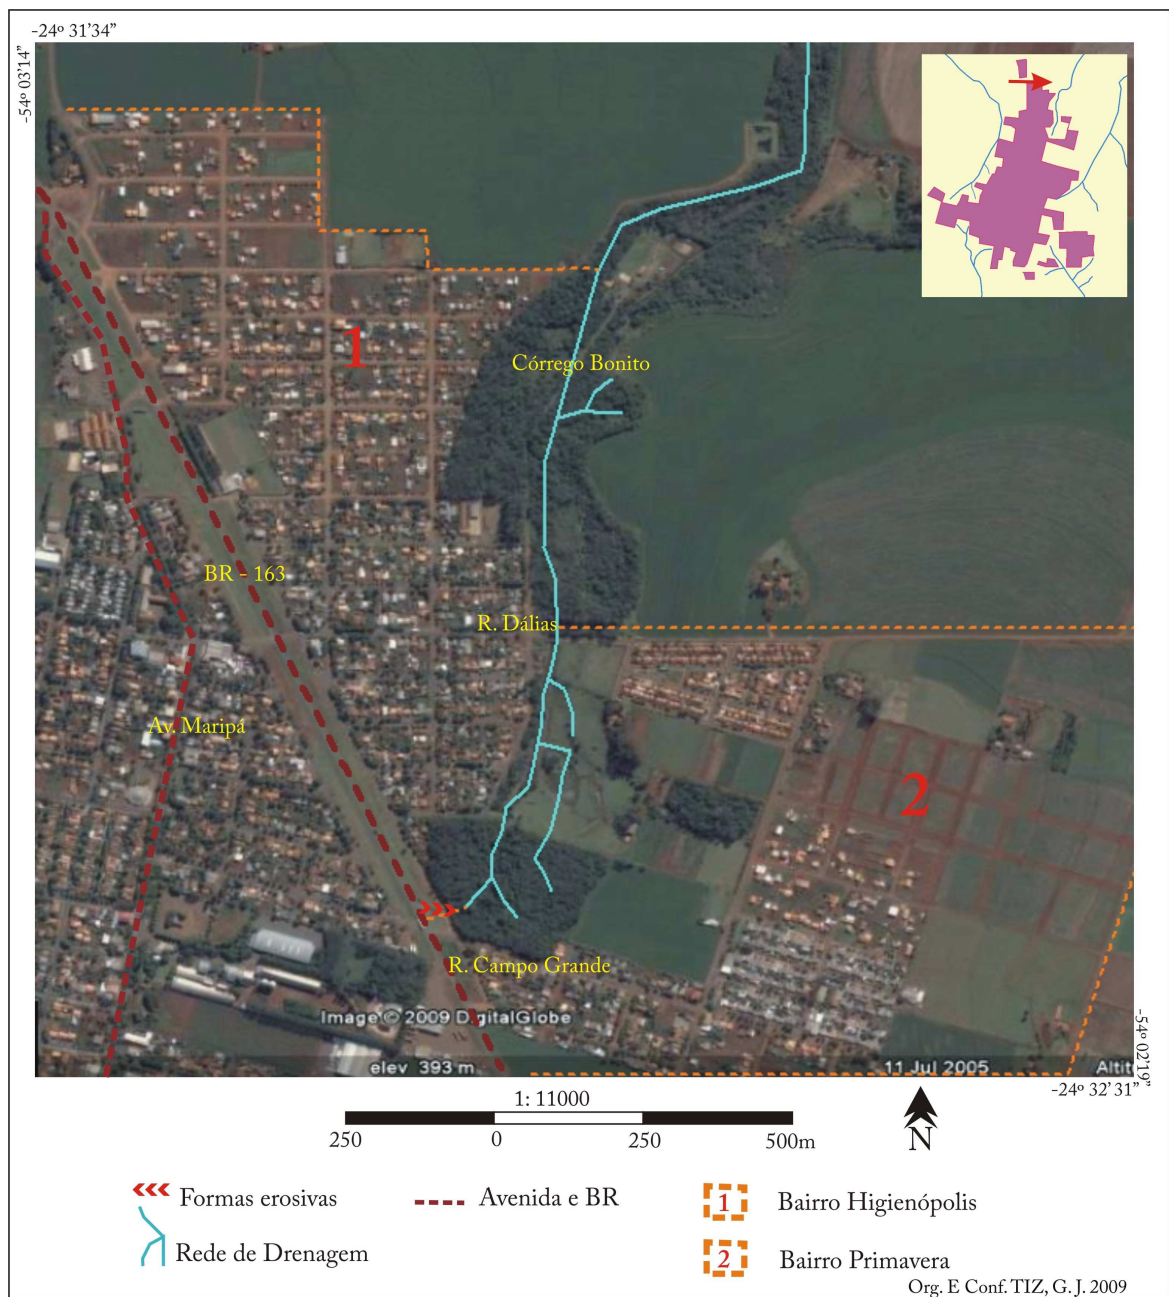 -24º 31'34"
-54º 03'14"
1
Córrego Bonito
BR - 163
R. Dálias
Av. Maripá
2
R. Campo Grande
Image © 2009 DigitalGlobe
elev 393 m
11 Jul 2005
Altit
-54º 02'19"
-24º 32' 31"
1: 11000
250 0 250 500m
N
Formas erosivas
Avenida e BR
1 Bairro Higienópolis
Rede de Drenagem
2 Bairro Primavera
Org. E Conf. TIZ, G. J. 2009